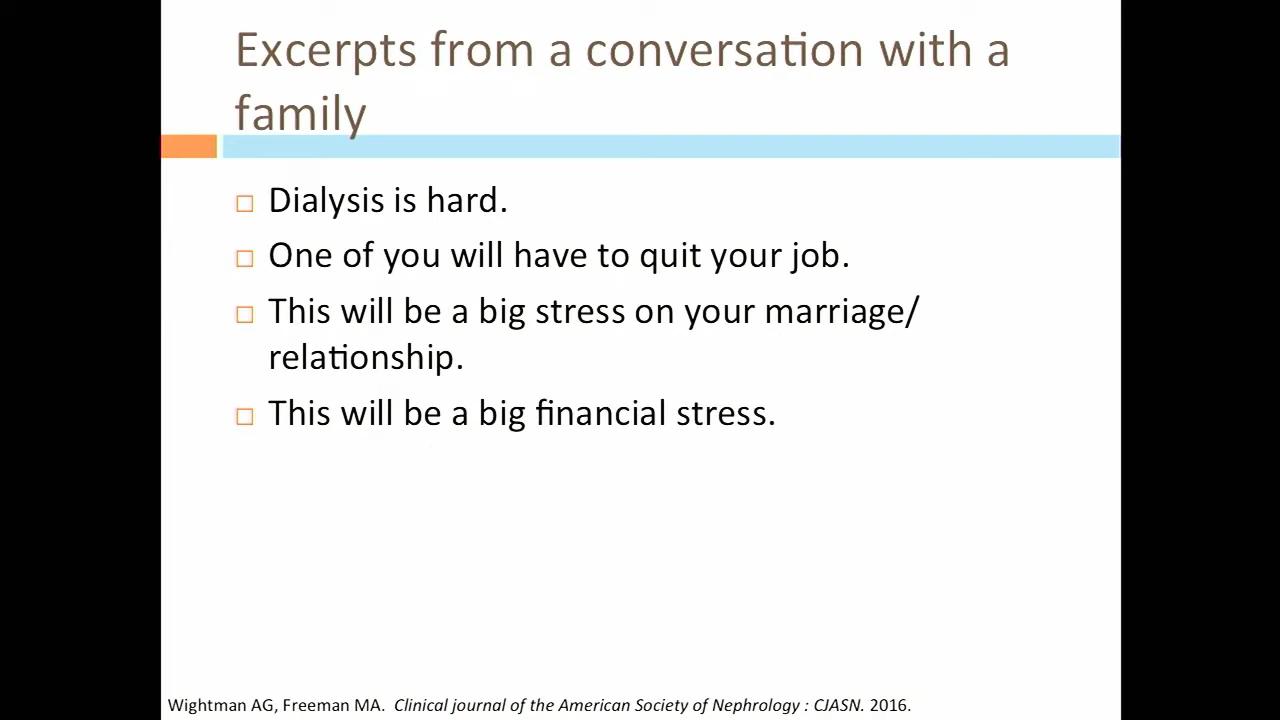 Excerpts from a conversation with a
family
Dialysis is hard.
One of you will have to quit your job.
This will be a big stress on your marriage/
relationship.
This will be a big financial stress.
Wightman AG, Freeman MA. Clinical journal of the American Society of Nephrology : CJASN. 2016.